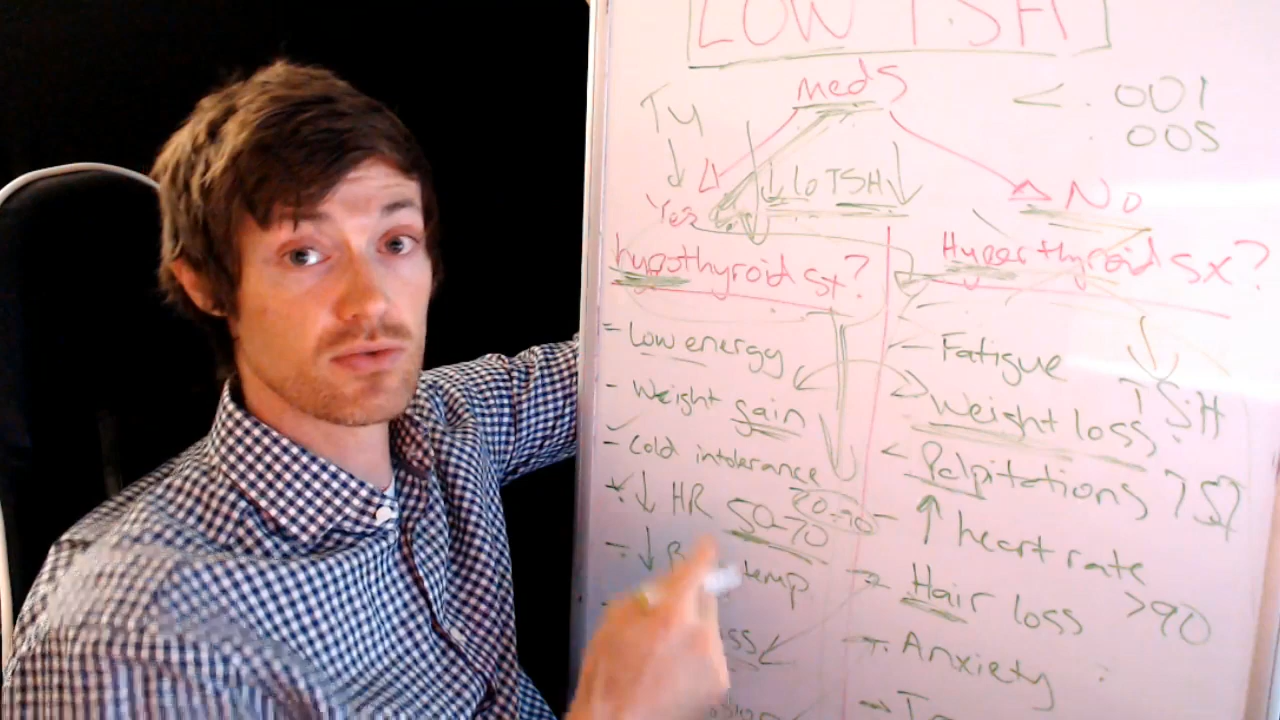 LOW TSH
meds
T4
< .001
005
↓ lo TSH ↓
Yes
No
hypothyroid sx?
Hyperthyroid sx?
- Low energy
- Weight gain
- Cold intolerance
↓ HR 50-70
- ↓ temp
- Fatigue
TSH
Weight loss
Palpitations
↑ heart rate
>90
Hair loss
- Anxiety